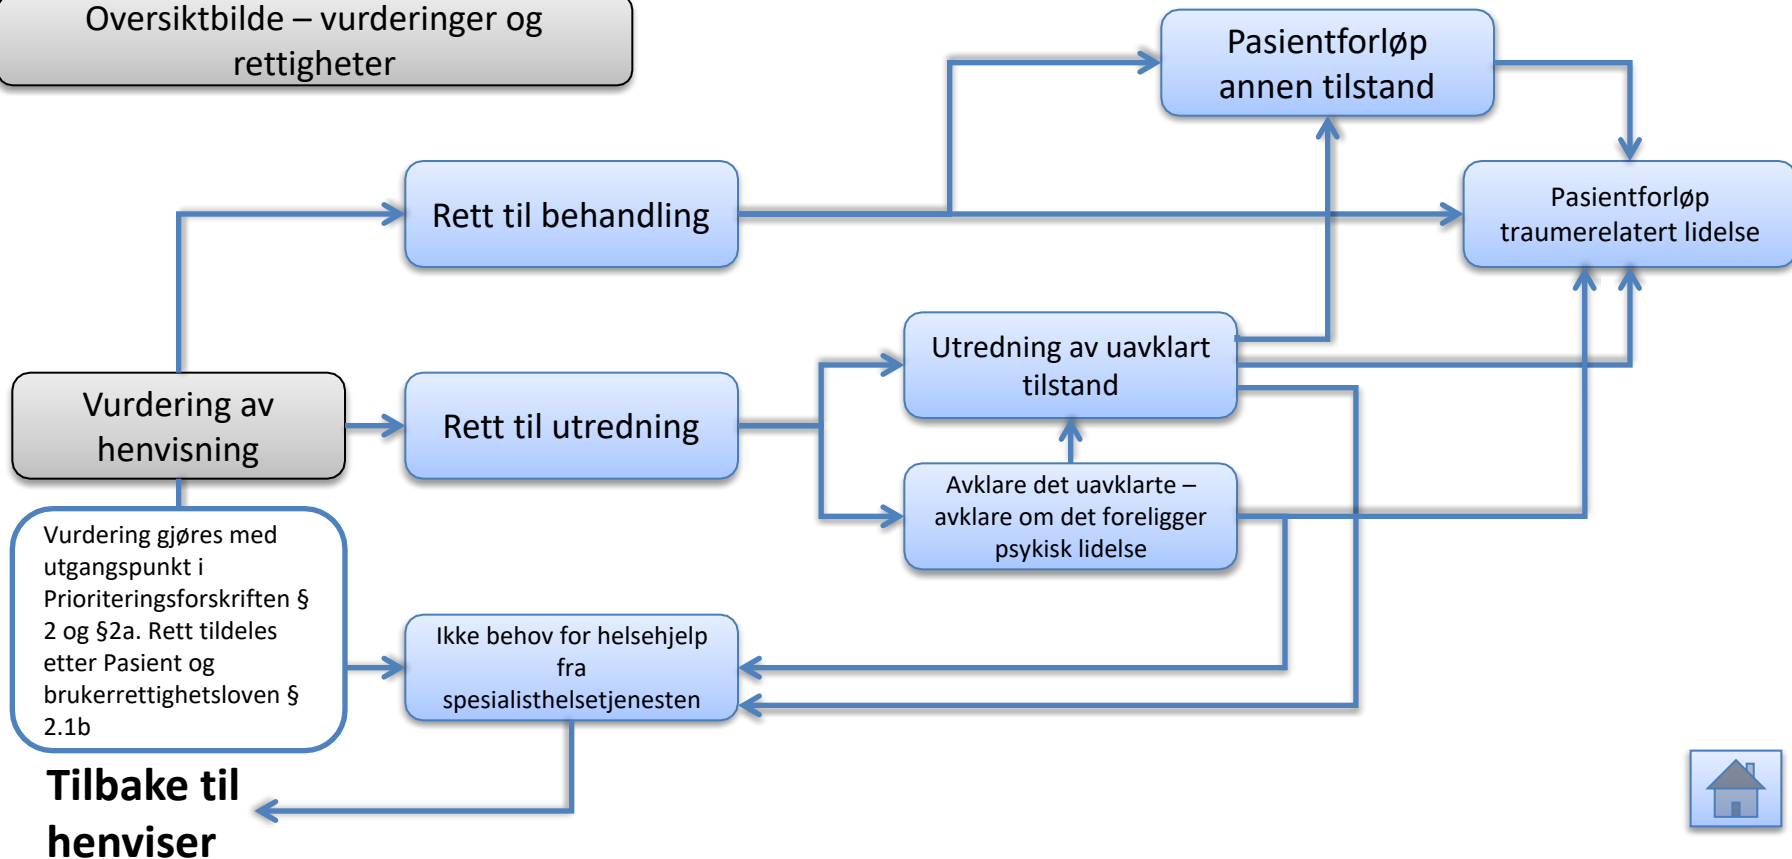 Oversiktbilde – vurderinger og
rettigheter
Pasientforløp
annen tilstand
Rett til behandling
Pasientforløp
traumerelatert lidelse
Utredning av uavklart
tilstand
Vurdering av
henvisning
Rett til utredning
Avklare det uavklarte –
avklare om det foreligger
psykisk lidelse
Vurdering gjøres med
utgangspunkt i
Prioriteringsforskriften §
2 og §2a. Rett tildeles
etter Pasient og
brukerrettighetsloven §
2.1b
Ikke behov for helsehjelp
fra
spesialisthelsetjenesten
Tilbake til
henviser